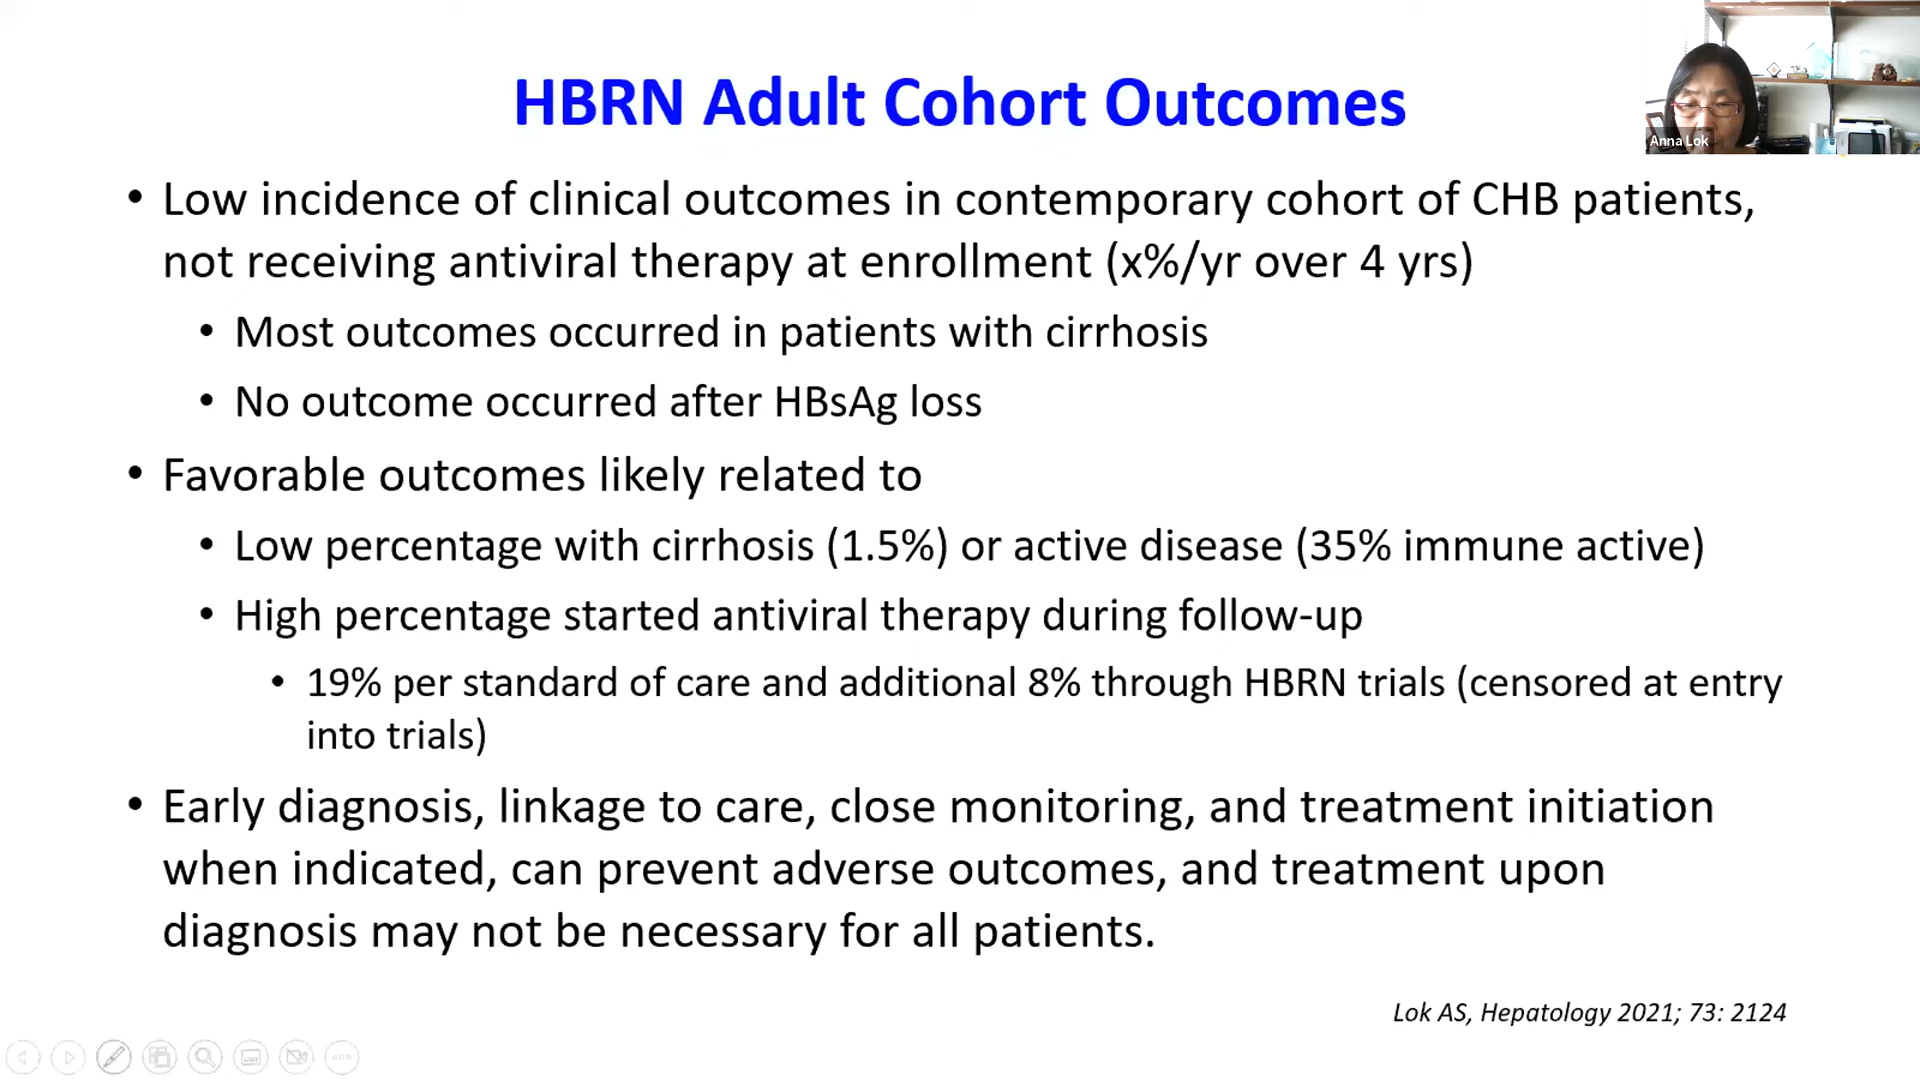 HBRN Adult Cohort Outcomes
Anna Lok
• Low incidence of clinical outcomes in contemporary cohort of CHB patients,
not receiving antiviral therapy at enrollment (x%/yr over 4 yrs)
• Most outcomes occurred in patients with cirrhosis
• No outcome occurred after HBsAg loss
• Favorable outcomes likely related to
• Low percentage with cirrhosis (1.5%) or active disease (35% immune active)
• High percentage started antiviral therapy during follow-up
• 19% per standard of care and additional 8% through HBRN trials (censored at entry
into trials)
• Early diagnosis, linkage to care, close monitoring, and treatment initiation
when indicated, can prevent adverse outcomes, and treatment upon
diagnosis may not be necessary for all patients.
Lok AS, Hepatology 2021; 73: 2124